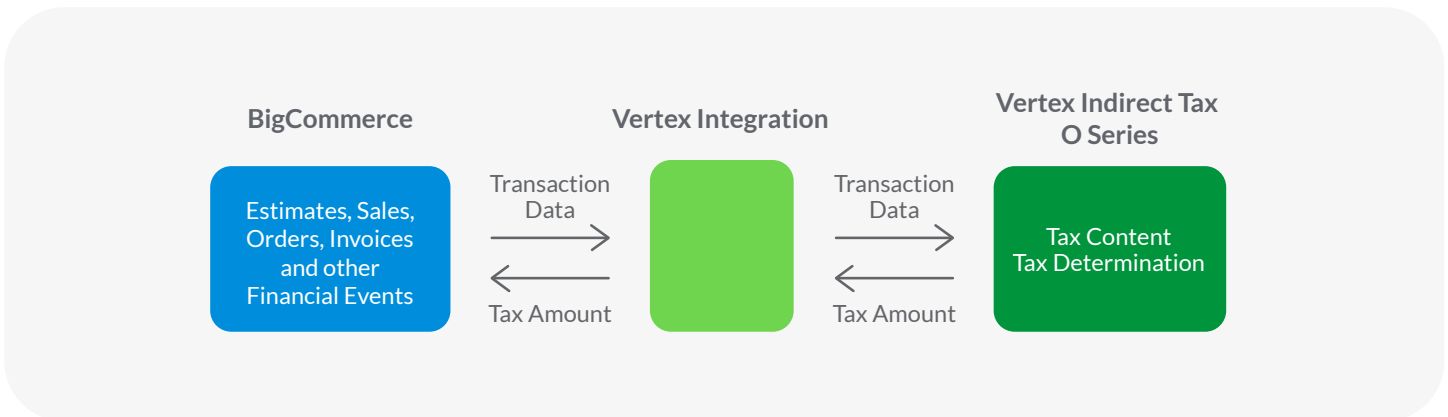 BigCommerce
Estimates, Sales,
Orders, Invoices
and other
Financial Events
Transaction
Data
Tax Amount
Vertex Integration
Transaction
Data
Tax Amount
Vertex Indirect Tax
O Series
Tax Content
Tax Determination